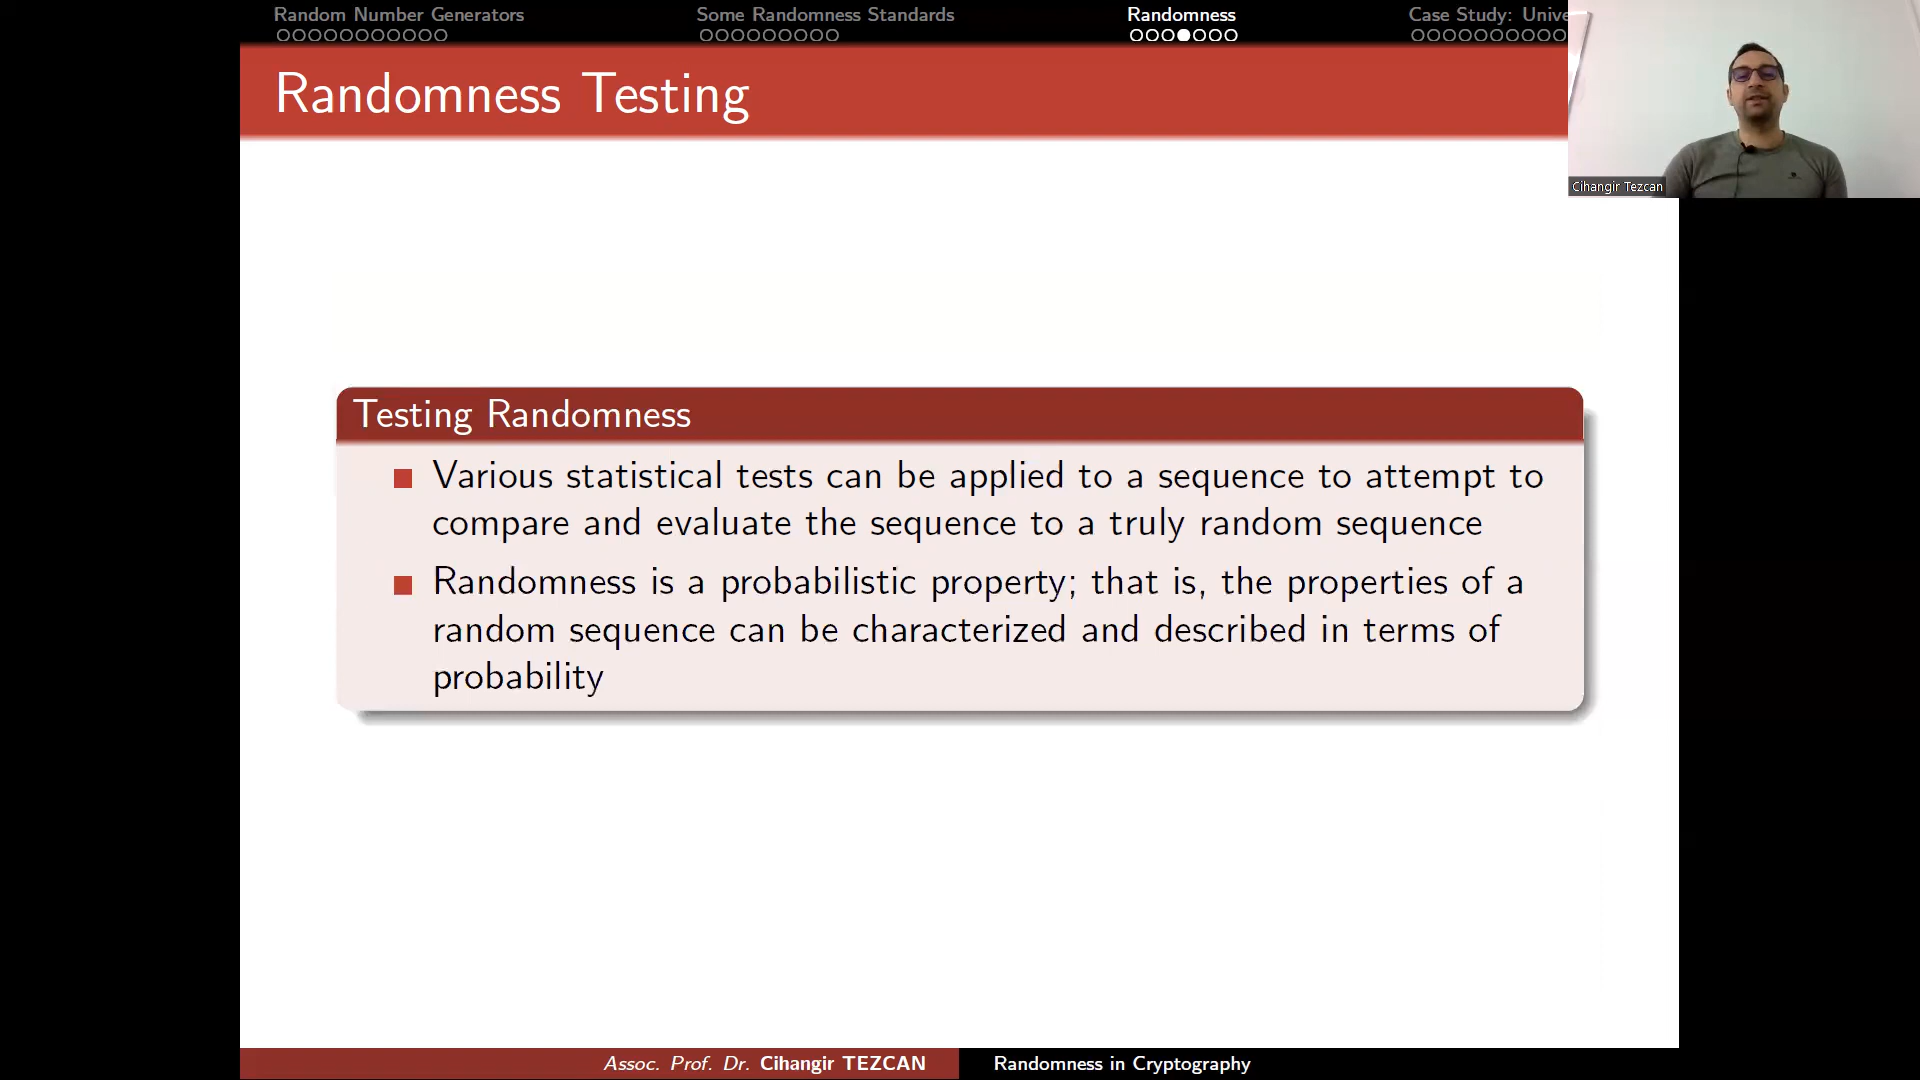 Random Number Generators
Some Randomness Standards
Randomness
Case Study: Unive
Randomness Testing
Cihangir Tezcan
Testing Randomness
Various statistical tests can be applied to a sequence to attempt to
compare and evaluate the sequence to a truly random sequence
Randomness is a probabilistic property; that is, the properties of a
random sequence can be characterized and described in terms of
probability
Assoc. Prof. Dr. Cihangir TEZCAN
Randomness in Cryptography